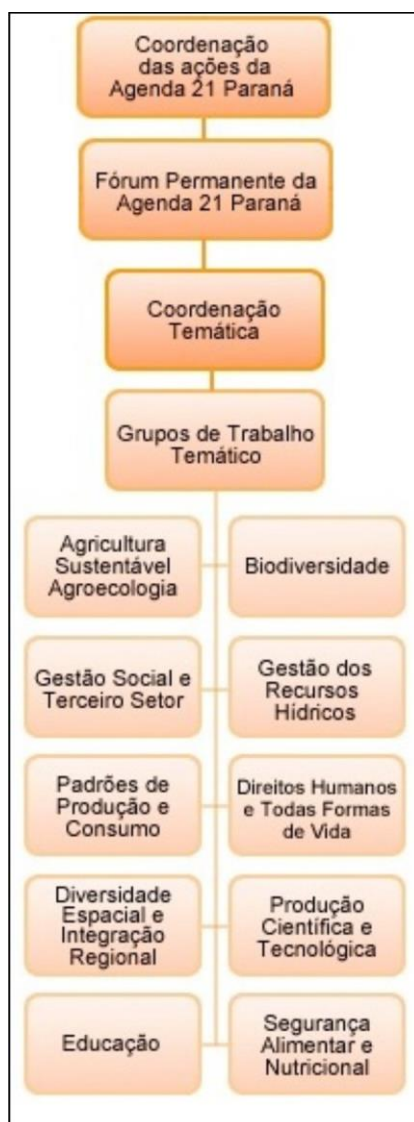 Coordenação
das ações da
Agenda 21 Paraná
Fórum Permanente da
Agenda 21 Paraná
Coordenação
Temática
Grupos de Trabalho
Temático
Agricultura
Sustentável
Agroecologia
Biodiversidade
Gestão Social e
Terceiro Setor
Gestão dos
Recursos
Hídricos
Padrões de
Produção e
Consumo
Direitos Humanos
e Todas Formas
de Vida
Diversidade
Espacial e
Integração
Regional
Produção
Científica e
Tecnológica
Educação
Segurança
Alimentar e
Nutricional